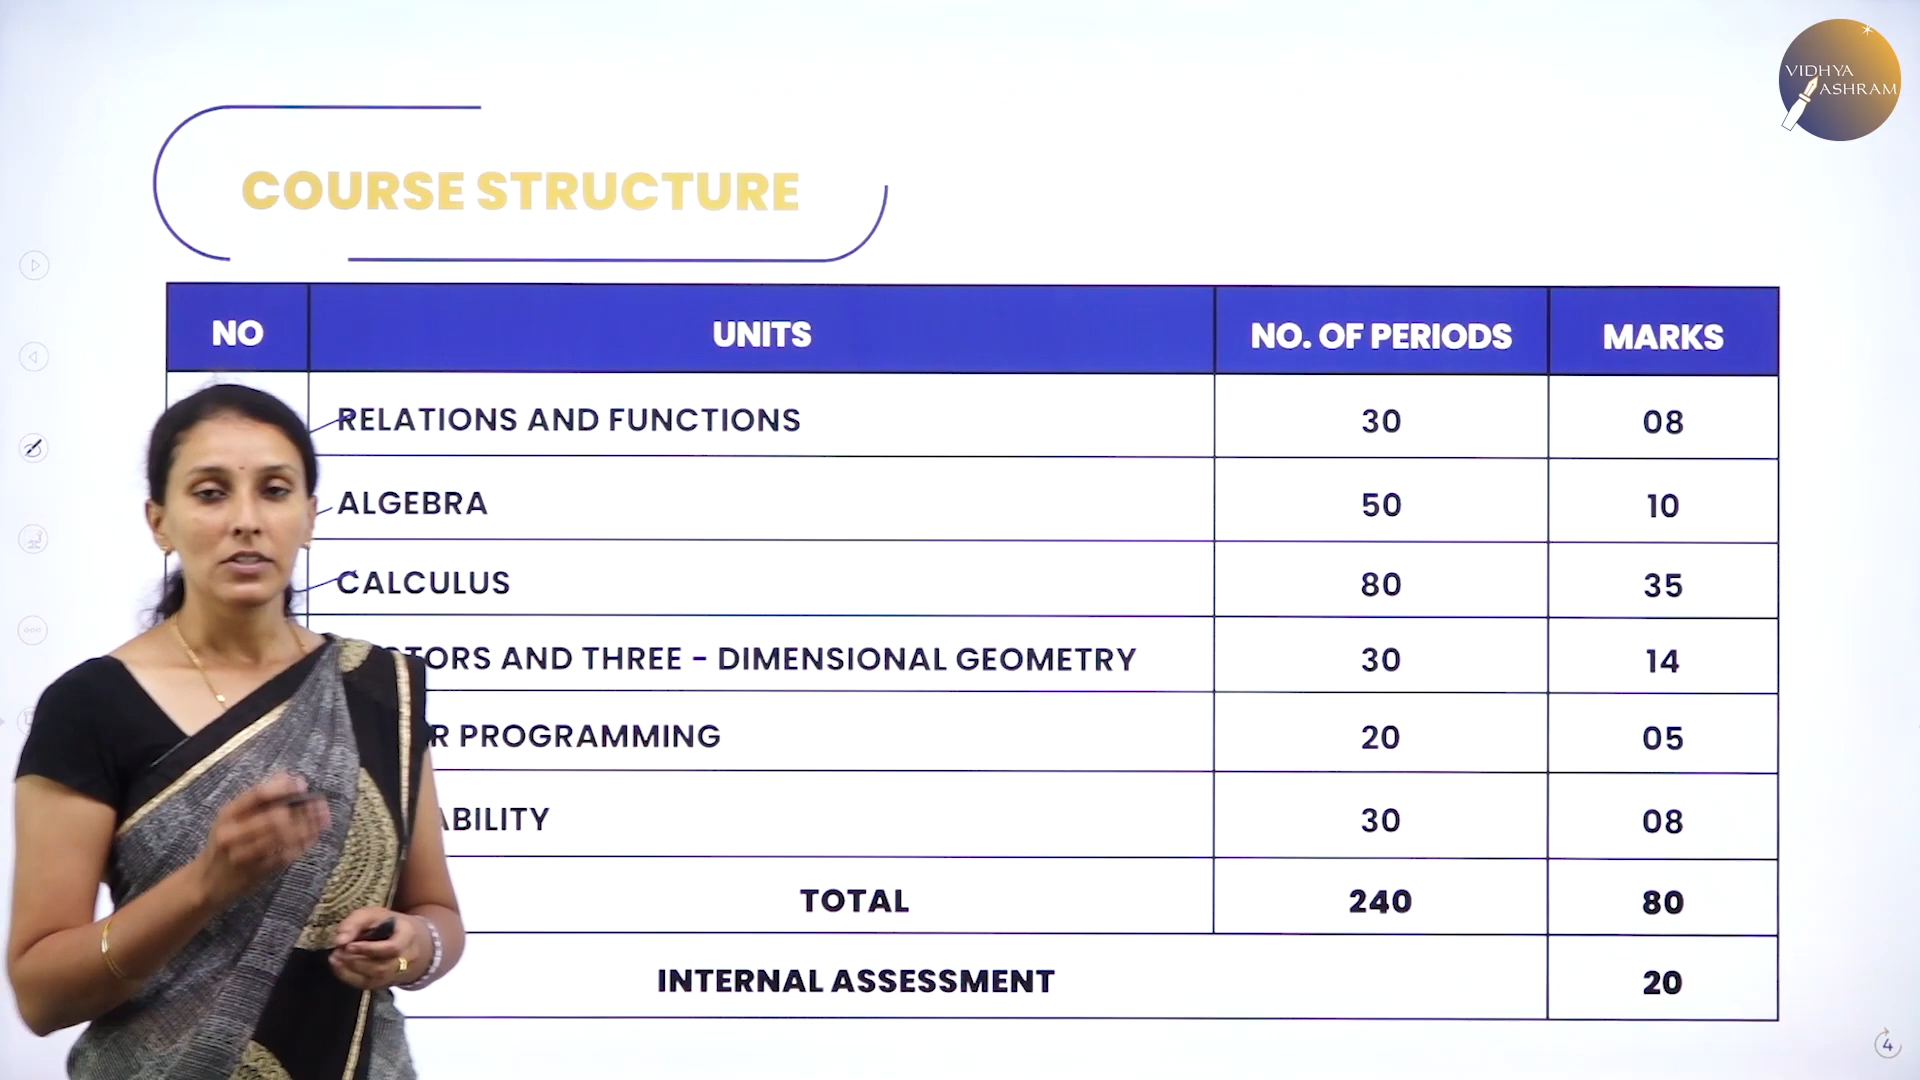 VIDHYA
ASHRAM
COURSE STRUCTURE
NO UNITS NO. OF PERIODS MARKS
RELATIONS AND FUNCTIONS 30 08
ALGEBRA 50 10
CALCULUS 80 35
TORS AND THREE - DIMENSIONAL GEOMETRY 30 14
R PROGRAMMING 20 05
ABILITY 30 08
TOTAL 240 80
INTERNAL ASSESSMENT 20
4